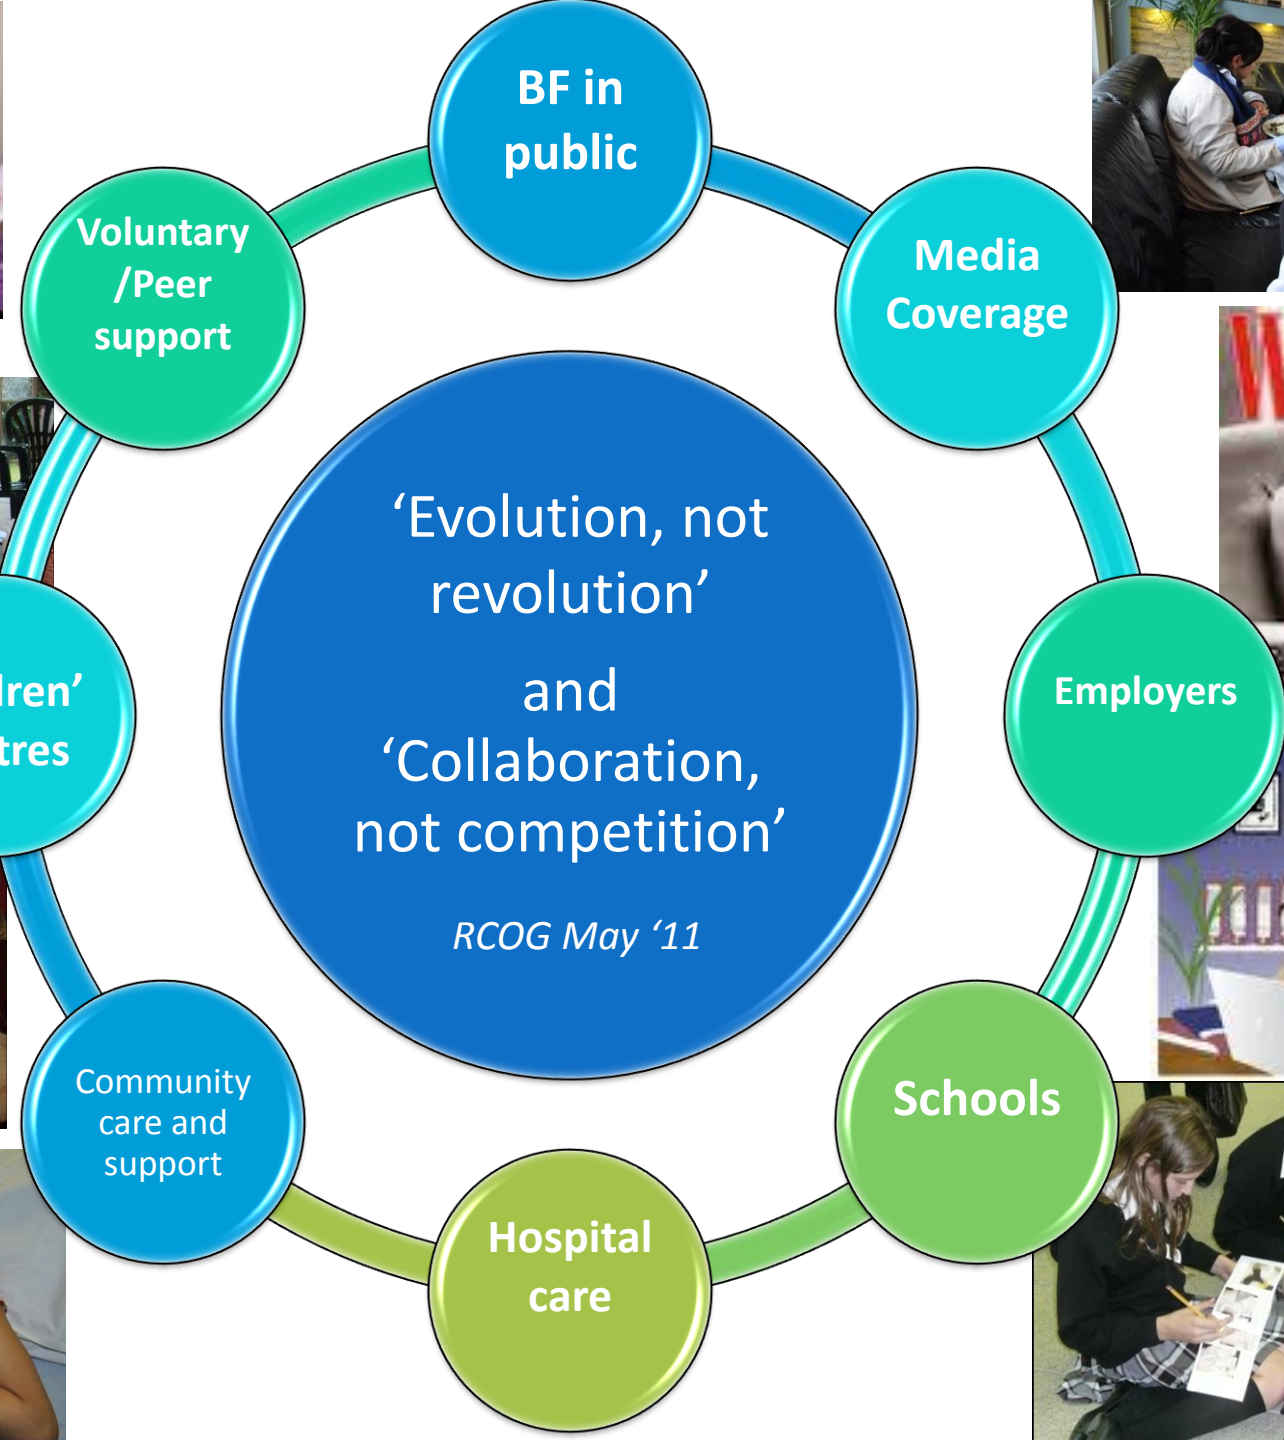 BF in
public
Media
Coverage
Employers
Schools
Hospital
care
Community
care and
support
dren’
tres
Voluntary
/Peer
support
‘Evolution, not
revolution’
and
‘Collaboration,
not competition’
RCOG May ‘11